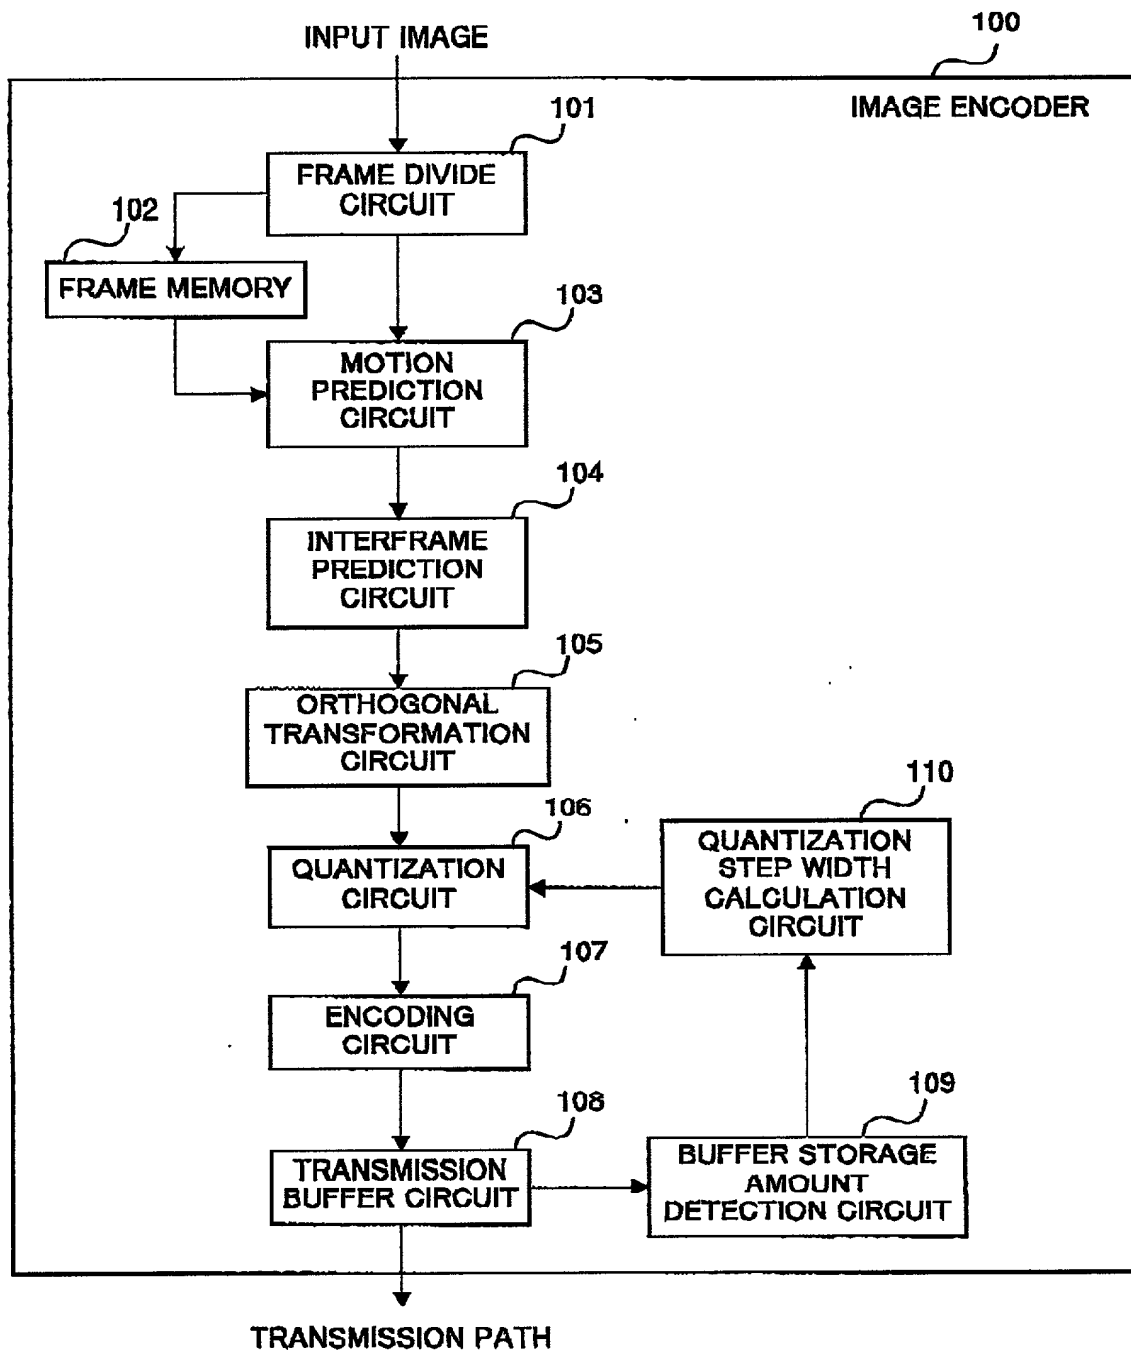 INPUT IMAGE
100
IMAGE ENCODER
101
FRAME DIVIDE
CIRCUIT
102
FRAME MEMORY
103
MOTION
PREDICTION
CIRCUIT
104
INTERFRAME
PREDICTION
CIRCUIT
105
ORTHOGONAL
TRANSFORMATION
CIRCUIT
106
QUANTIZATION
CIRCUIT
110
QUANTIZATION
STEP WIDTH
CALCULATION
CIRCUIT
107
ENCODING
CIRCUIT
108
TRANSMISSION
BUFFER CIRCUIT
109
BUFFER STORAGE
AMOUNT
DETECTION CIRCUIT
TRANSMISSION PATH